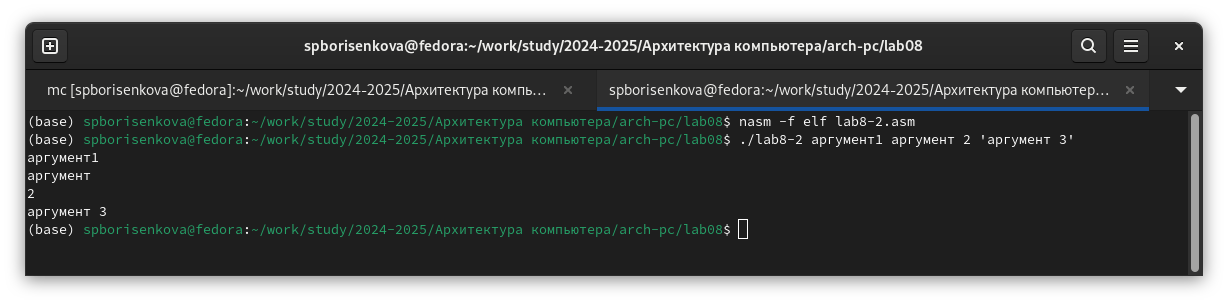 spborisenkova@fedora:~/work/study/2024-2025/Архитектура компьютера/arch-pc/lab08
mc [spborisenkova@fedora]:~/work/study/2024-2025/Архитектура компь...
spborisenkova@fedora:~/work/study/2024-2025/Архитектура компьютер...
(base) spborisenkova@fedora:~/work/study/2024-2025/Архитектура компьютера/arch-pc/lab08$ nasm -f elf lab8-2.asm
(base) spborisenkova@fedora:~/work/study/2024-2025/Архитектура компьютера/arch-pc/lab08$ ./lab8-2 аргумент1 аргумент 2 'аргумент 3'
аргумент1
аргумент
2
аргумент 3
(base) spborisenkova@fedora:~/work/study/2024-2025/Архитектура компьютера/arch-pc/lab08$